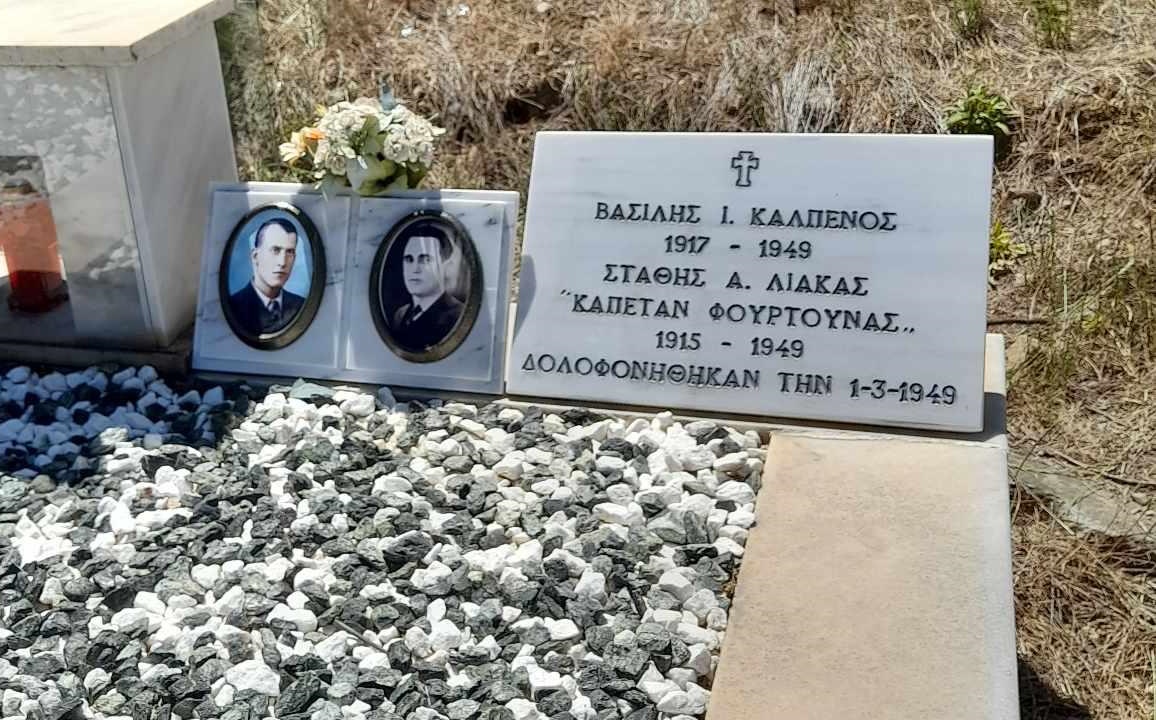 ΒΑΣΙΛΗΣ Ι. ΚΑΛΠΕΝΟΣ
1917 - 1949
ΣΤΑΘΗΣ Α. ΛΙΑΚΑΣ
"ΚΑΠΕΤΑΝ ΦΟΥΡΤΟΥΝΑΣ„
1915 - 1949
ΔΟΛΟΦΟΝΗΘΗΚΑΝ ΤΗΝ 1-3-1949